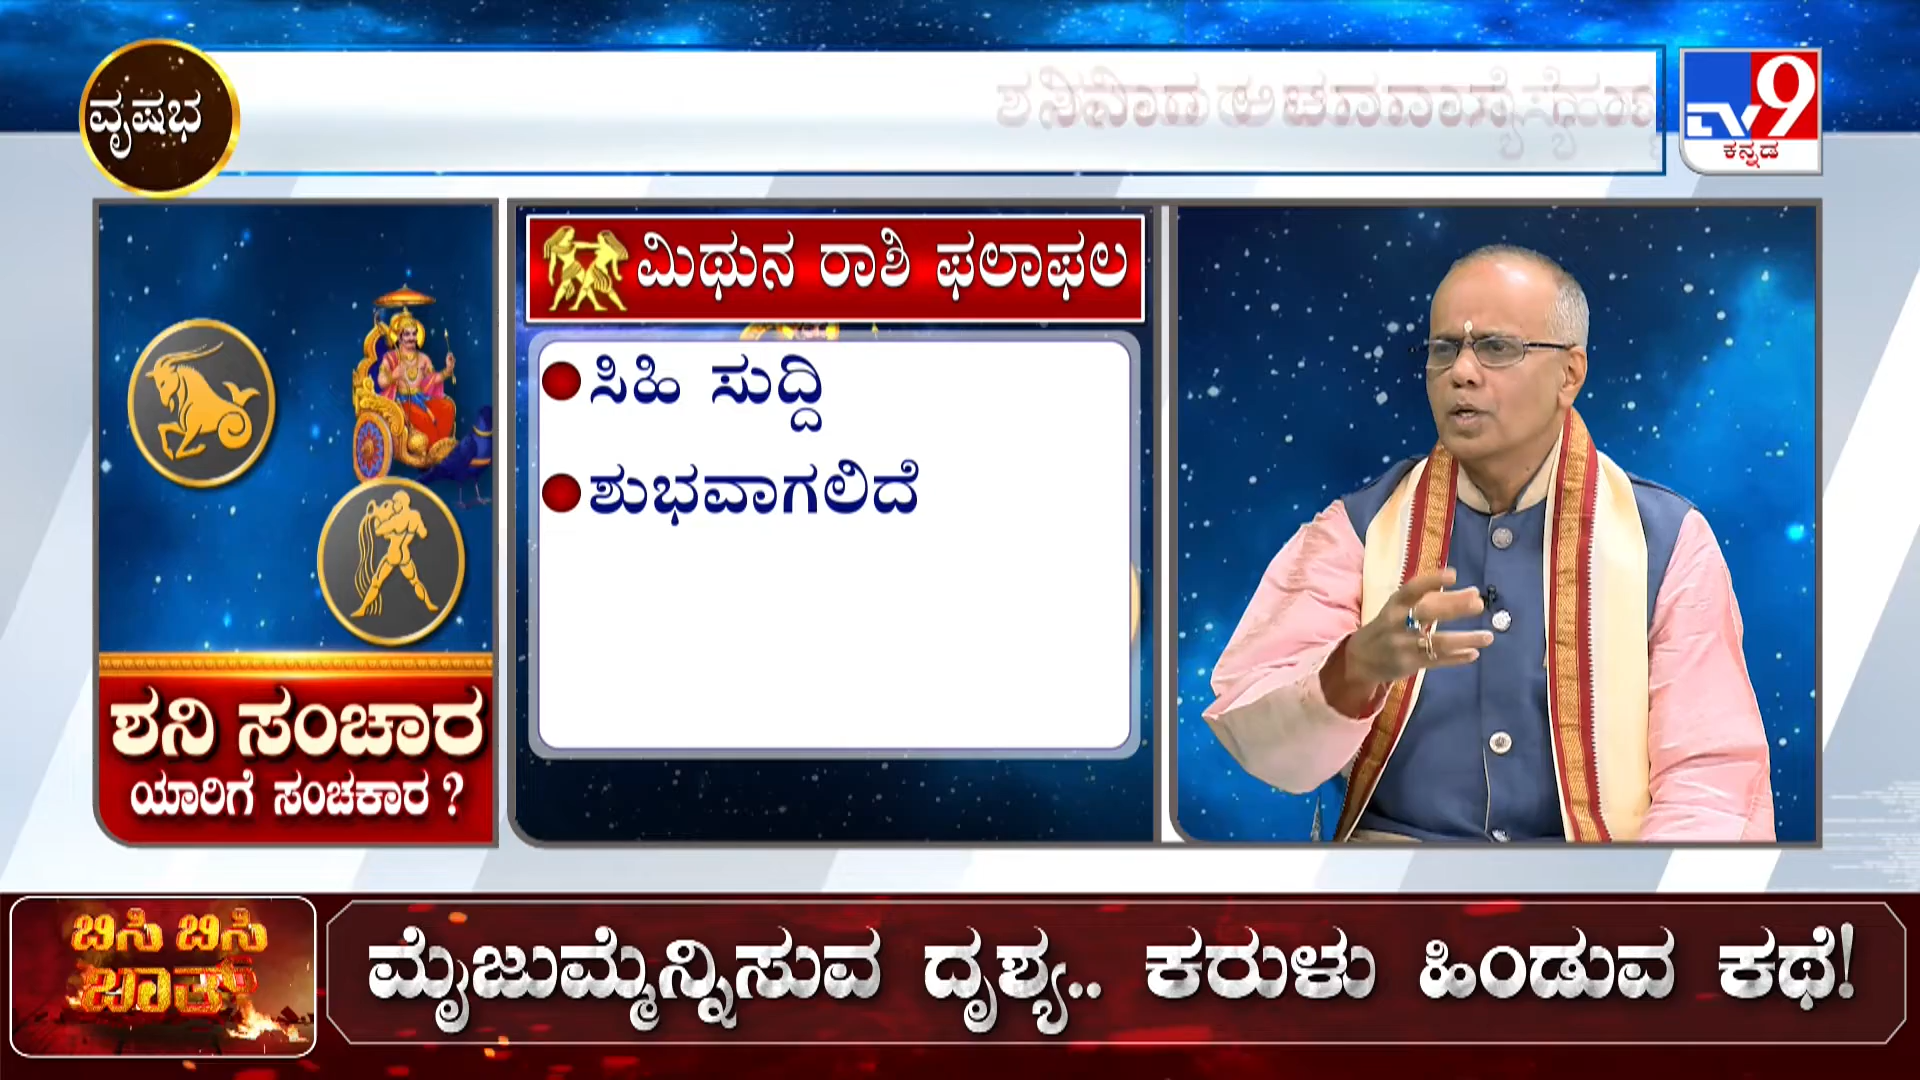 ವೃಷಭ
TV9
ಕನ್ನಡ
ಮಿಥುನ ರಾಶಿ ಫಲಾಫಲ
ಸಿಹಿ ಸುದ್ದಿ
ಶುಭವಾಗಲಿದೆ
ಶನಿ ಸಂಚಾರ
ಯಾರಿಗೆ ಸಂಚಕಾರ ?
ಬಿಸಿ ಬಿಸಿ
ಬಾತ್
ಮೈಜುಮ್ಮೆನ್ನಿಸುವ ದೃಶ್ಯ.. ಕರುಳು ಹಿಂಡುವ ಕಥೆ!